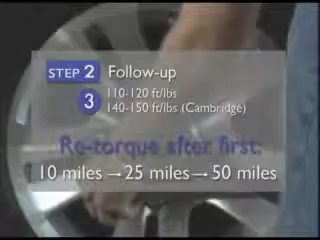 STEP 2 Follow-up
3 110-120 ft/lbs
140-150 ft/lbs (Cambridge)
Re-torque after first:
10 miles → 25 miles → 50 miles